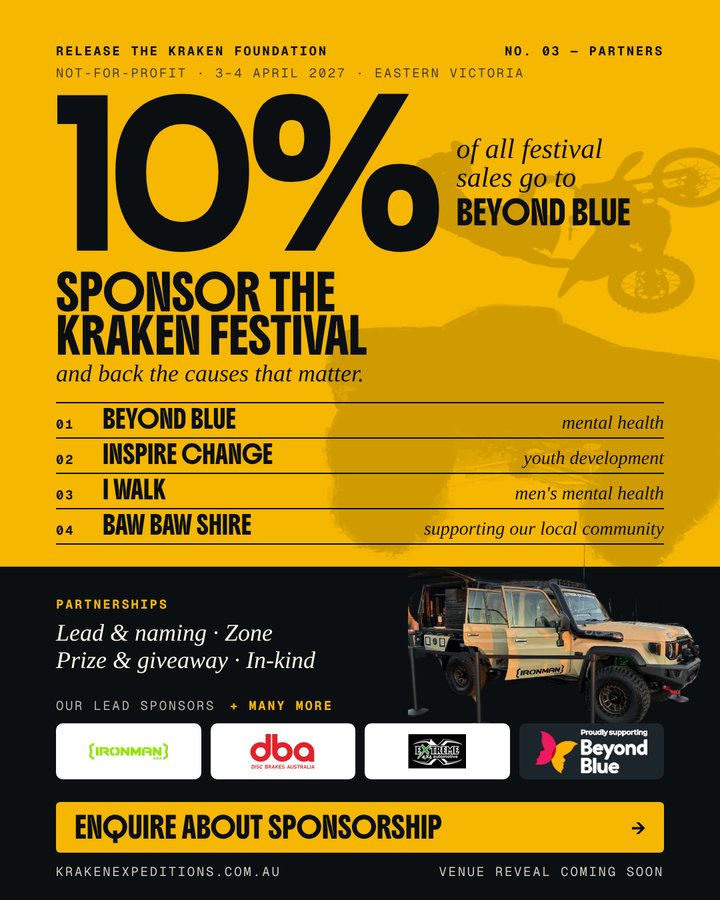 RELEASE THE KRAKEN FOUNDATION
NO. 03 — PARTNERS
NOT-FOR-PROFIT · 3–4 APRIL 2027 · EASTERN VICTORIA
10%
of all festival
sales go to
BEYOND BLUE
SPONSOR THE
KRAKEN FESTIVAL
and back the causes that matter.
01 BEYOND BLUE mental health
02 INSPIRE CHANGE youth development
03 I WALK men's mental health
04 BAW BAW SHIRE supporting our local community
PARTNERSHIPS
Lead & naming · Zone
Prize & giveaway · In-kind
IRONMAN
OUR LEAD SPONSORS + MANY MORE
IRONMAN
dba
DISC BRAKES AUSTRALIA
EXTREME
automotive
Proudly supporting
Beyond
Blue
ENQUIRE ABOUT SPONSORSHIP →
KRAKENEXPEDITIONS.COM.AU
VENUE REVEAL COMING SOON